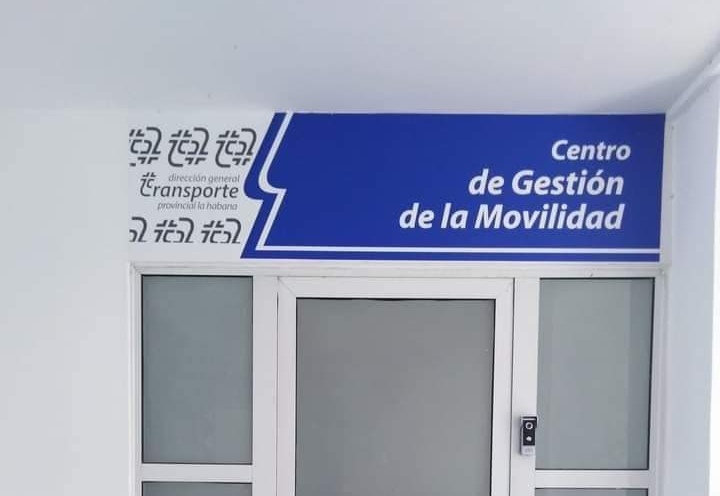 dirección general
transporte
provincial la habana
Centro
de Gestión
de la Movilidad